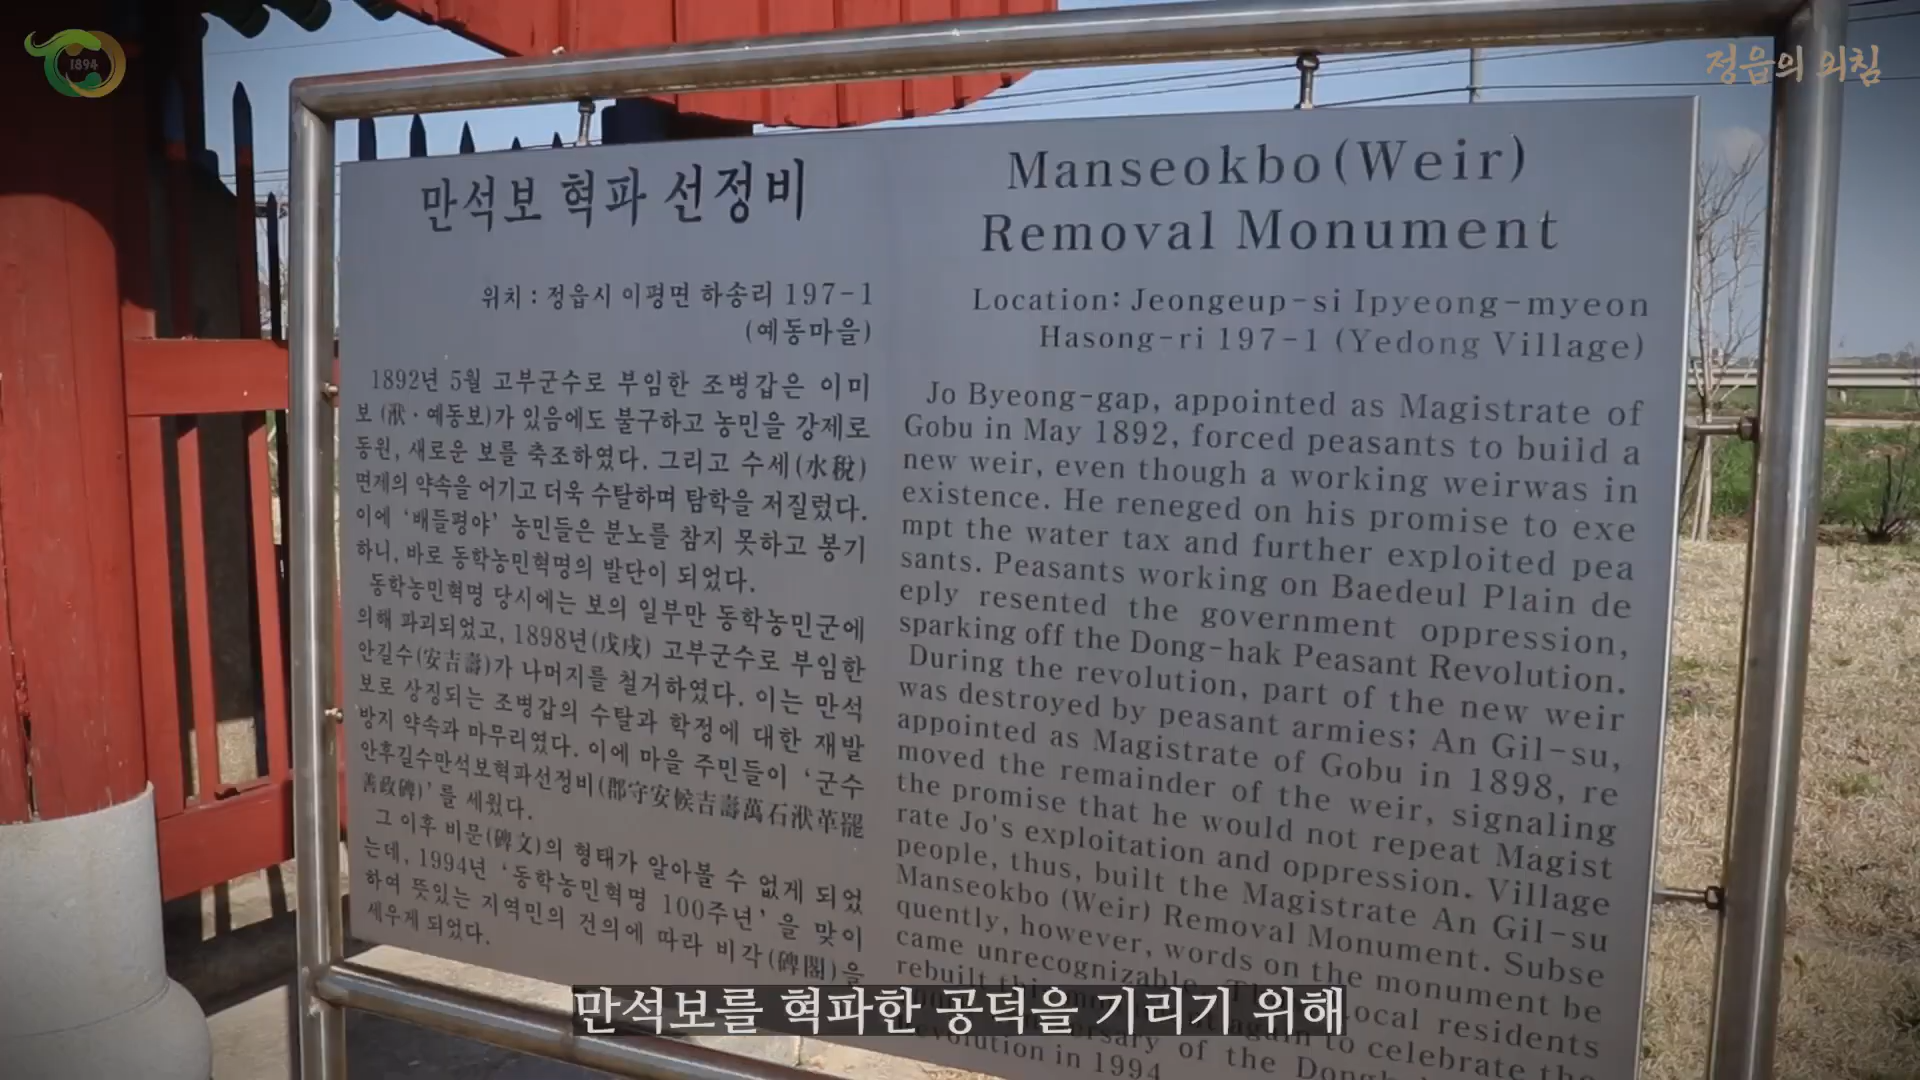 1894
정읍의 외침
만석보 혁파 선정비
위치 : 정읍시 이평면 하송리 197-1
(예동마을)
1892년 5월 고부군수로 부임한 조병갑은 이미
보(洑·예동보)가 있음에도 불구하고 농민을 강제로
동원, 새로운 보를 축조하였다. 그리고 수세(水稅)
면제의 약속을 어기고 더욱 수탈하며 탐학을 저질렀다.
이에 '배들평야' 농민들은 분노를 참지 못하고 봉기
하니, 바로 동학농민혁명의 발단이 되었다.
동학농민혁명 당시에는 보의 일부만 동학농민군에
의해 파괴되었고, 1898년(戊戌) 고부군수로 부임한
안길수(安吉壽)가 나머지를 철거하였다. 이는 만석
보로 상징되는 조병갑의 수탈과 학정에 대한 재발
방지 약속과 마무리였다. 이에 마을 주민들이 '군수
안후길수만석보혁파선정비(郡守安候吉壽萬石洑革罷
善政碑)'를 세웠다.
그 이후 비문(碑文)의 형태가 알아볼 수 없게 되었
는데, 1994년 '동학농민혁명 100주년'을 맞이
하여 뜻있는 지역민의 건의에 따라 비각(碑閣)을
세우게 되었다.
Manseokbo(Weir)
Removal Monument
Location: Jeongeup-si Ipyeong-myeon
Hasong-ri 197-1 (Yedong Village)
Jo Byeong-gap, appointed as Magistrate of
Gobu in May 1892, forced peasants to build a
new weir, even though a working weirwas in
existence. He reneged on his promise to exe
mpt the water tax and further exploited pea
sants. Peasants working on Baedeul Plain de
eply resented the government oppression,
sparking off the Dong-hak Peasant Revolution.
During the revolution, part of the new weir
was destroyed by peasant armies; An Gil-su,
appointed as Magistrate of Gobu in 1898, re
moved the remainder of the weir, signaling
the promise that he would not repeat Magist
rate Jo's exploitation and oppression. Village
people, thus, built the Magistrate An Gil-su
Manseokbo (Weir) Removal Monument. Subse
quently, however, words on the monument be
came unrecognizable. local residents
rebuilt to celebrate the
of the
in 1994
만석보를 혁파한 공덕을 기리기 위해